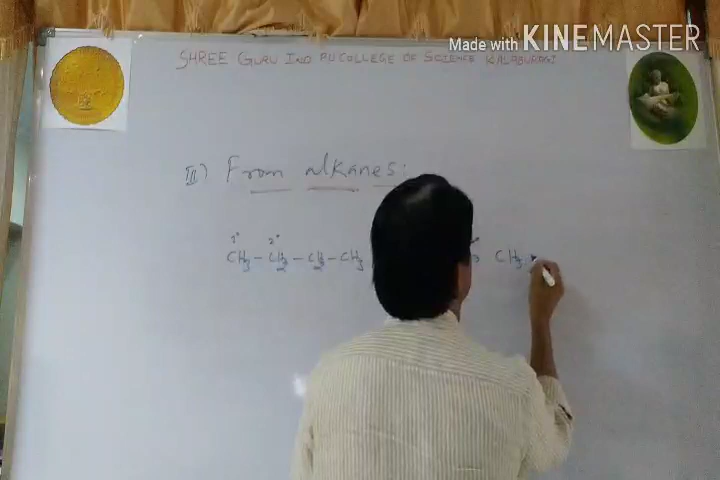 Made with KINEMASTER
SHREE GURU IND PU COLLEGE OF SCIENCE KALABURAGI
II) From alkanes:
1° 2°
CH3 - CH2 - CH2 - CH3 CH3